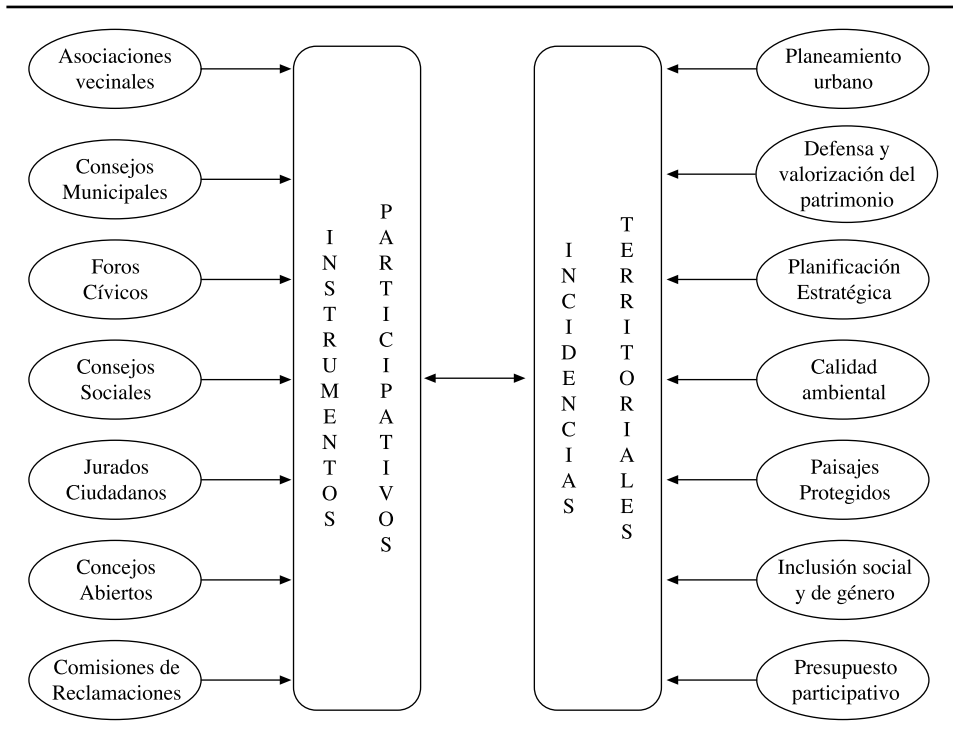 Asociaciones
vecinales
Consejos
Municipales
Foros
Cívicos
Consejos
Sociales
Jurados
Ciudadanos
Concejos
Abiertos
Comisiones de
Reclamaciones
INSTRUMENTOS
PARTICIPATIVOS
INCIDENCIAS
TERRITORIALES
Planeamiento
urbano
Defensa y
valorización del
patrimonio
Planificación
Estratégica
Calidad
ambiental
Paisajes
Protegidos
Inclusión social
y de género
Presupuesto
participativo